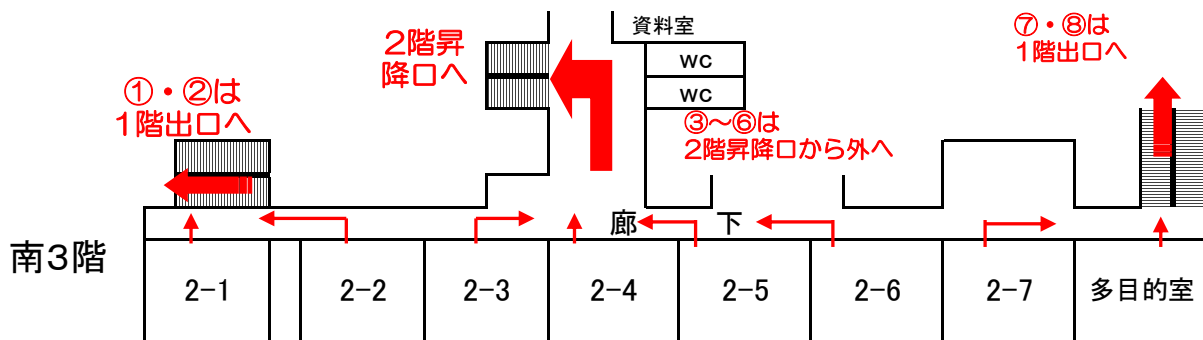 資料室
WC
WC
2階昇
降口へ
⑦・⑧は
1階出口へ
①・②は
1階出口へ
③～⑥は
2階昇降口から外へ
廊下
南3階
2-1
2-2
2-3
2-4
2-5
2-6
2-7
多目的室